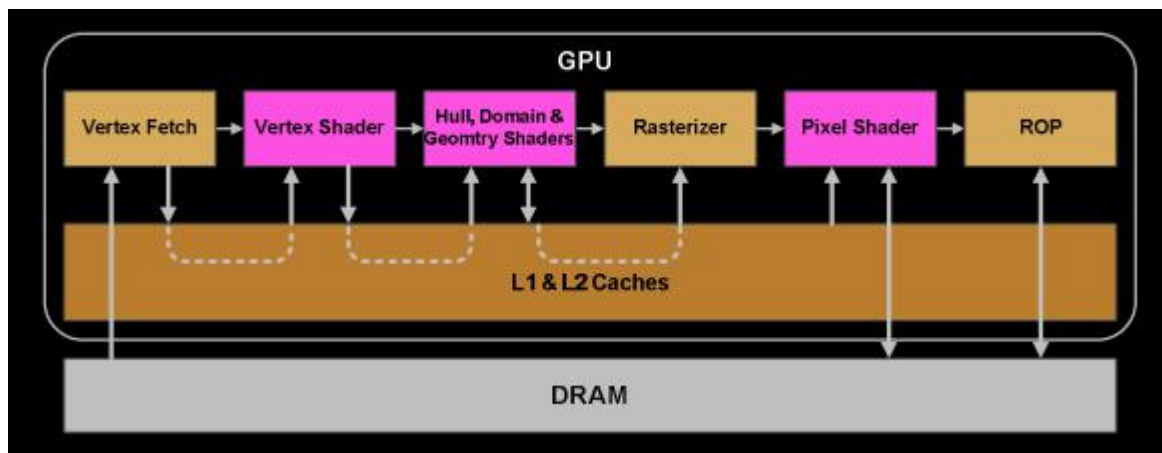 GPU
Vertex Fetch
Vertex Shader
Hull, Domain &
Geomtry Shaders
Rasterizer
Pixel Shader
ROP
L1 & L2 Caches
DRAM